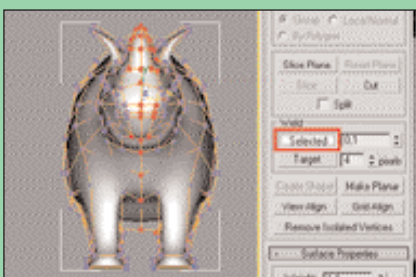 Group Local Normal
By Polygon
Slice Plane Reset Plane
Slice Cut
Split
Weld
Selected 0,1
Target 4 pixels
Create Shape Make Planar
View Align Grid Align
Remove Isolated Vertices
Surface Properties